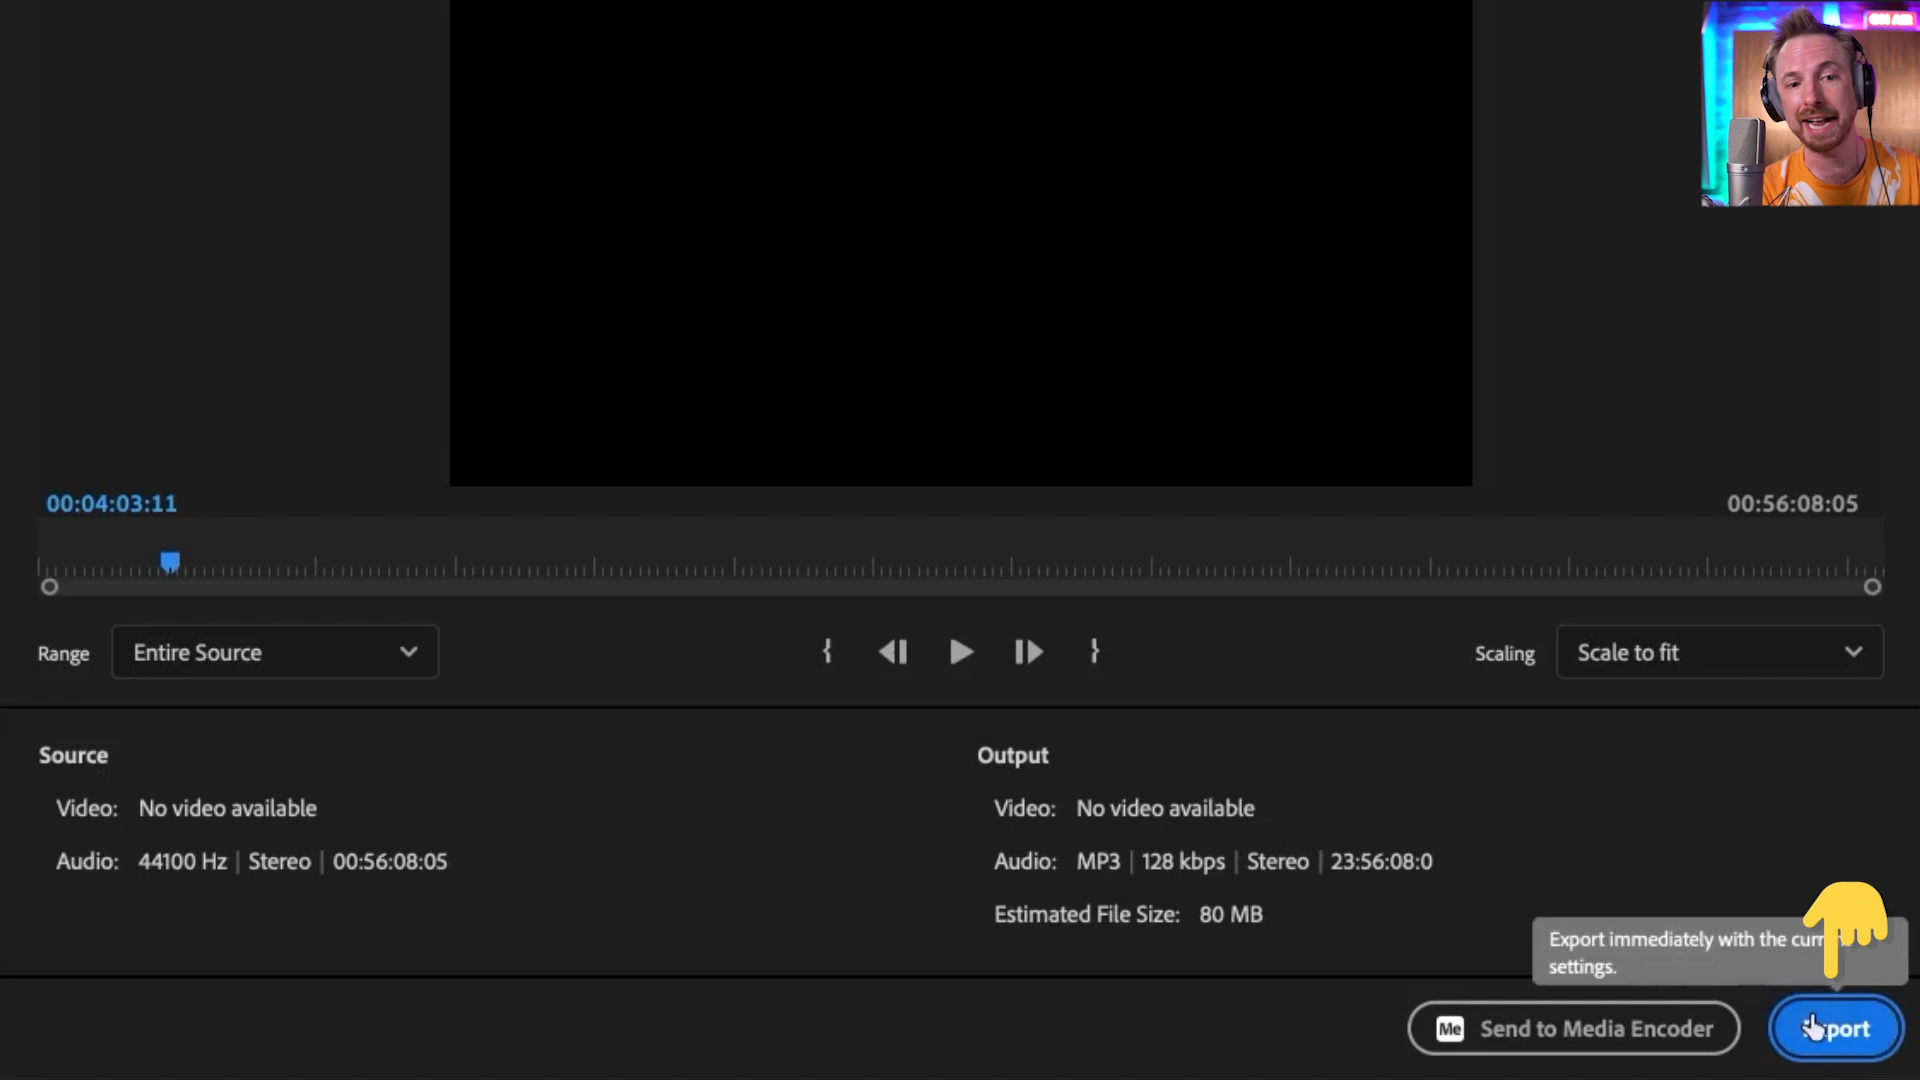 ON AIR
00:04:03:11
00:56:08:05
Range
Entire Source
Scaling
Scale to fit
Source
Video: No video available
Audio: 44100 Hz | Stereo | 00:56:08:05
Output
Video: No video available
Audio: MP3 | 128 kbps | Stereo | 23:56:08:0
Estimated File Size: 80 MB
Export immediately with the
settings.
Me Send to Media Encoder
Export